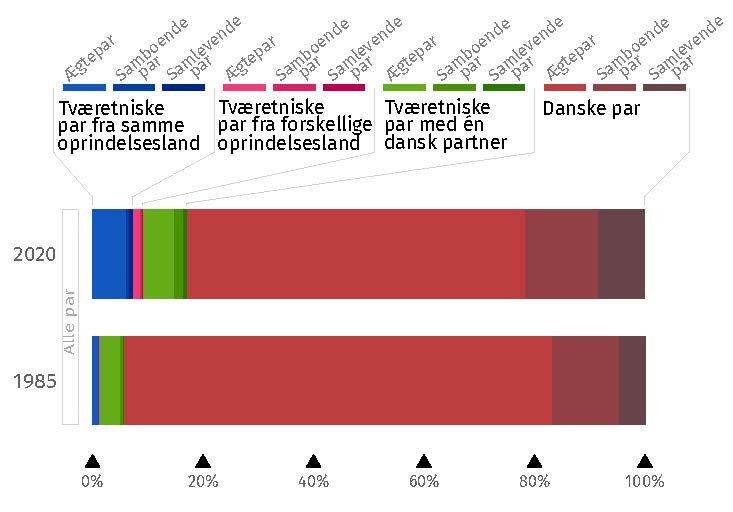 Ægtepar
Samboende
par
Samlevende
par
Ægtepar
Samboende
par
Samlevende
par
Ægtepar
Samboende
par
Samlevende
par
Ægtepar
Samboende
par
Samlevende
par
Tværetniske
par fra samme
oprindelsesland
Tværetniske
par fra forskellige
oprindelsesland
Tværetniske
par med én
dansk partner
Danske par
2020
Alle par
1985
0%
20%
40%
60%
80%
100%